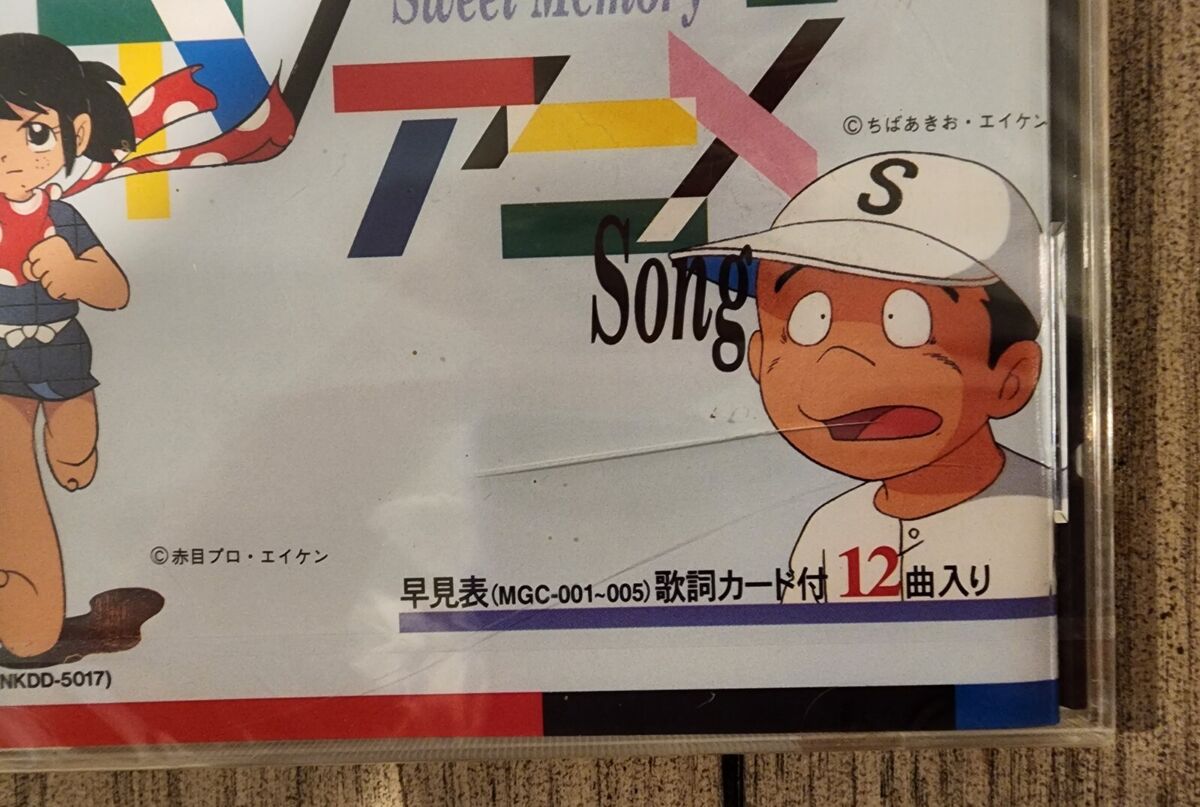 Sweet Memory
アニメ
©ちばあきお・エイケン
S
Song
©赤目プロ・エイケン
早見表(MGC-001~005)歌詞カード付 12曲入り
NKDD-5017)